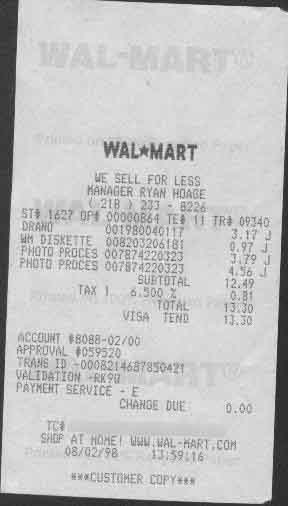 WAL-MART®
WAL★MART
WE SELL FOR LESS
MANAGER RYAN HOAGE
( 218 ) 233 - 8226
ST# 1627 OP# 00000864 TE# 11 TR# 09340
DRANO 001980040117 3.17 J
WM DISKETTE 008203206181 0.97 J
PHOTO PROCES 007874220323 3.79 J
PHOTO PROCES 007874220323 4.56 J
SUBTOTAL 12.49
TAX 1 6.500 % 0.81
TOTAL 13.30
VISA TEND 13.30
ACCOUNT #8088-02/00
APPROVAL #059520
TRANS ID -0008214687850421
VALIDATION -RK9W
PAYMENT SERVICE - E
CHANGE DUE 0.00
TC#
SHOP AT HOME! WWW.WAL-MART.COM
08/02/98 13:59:16
***CUSTOMER COPY***